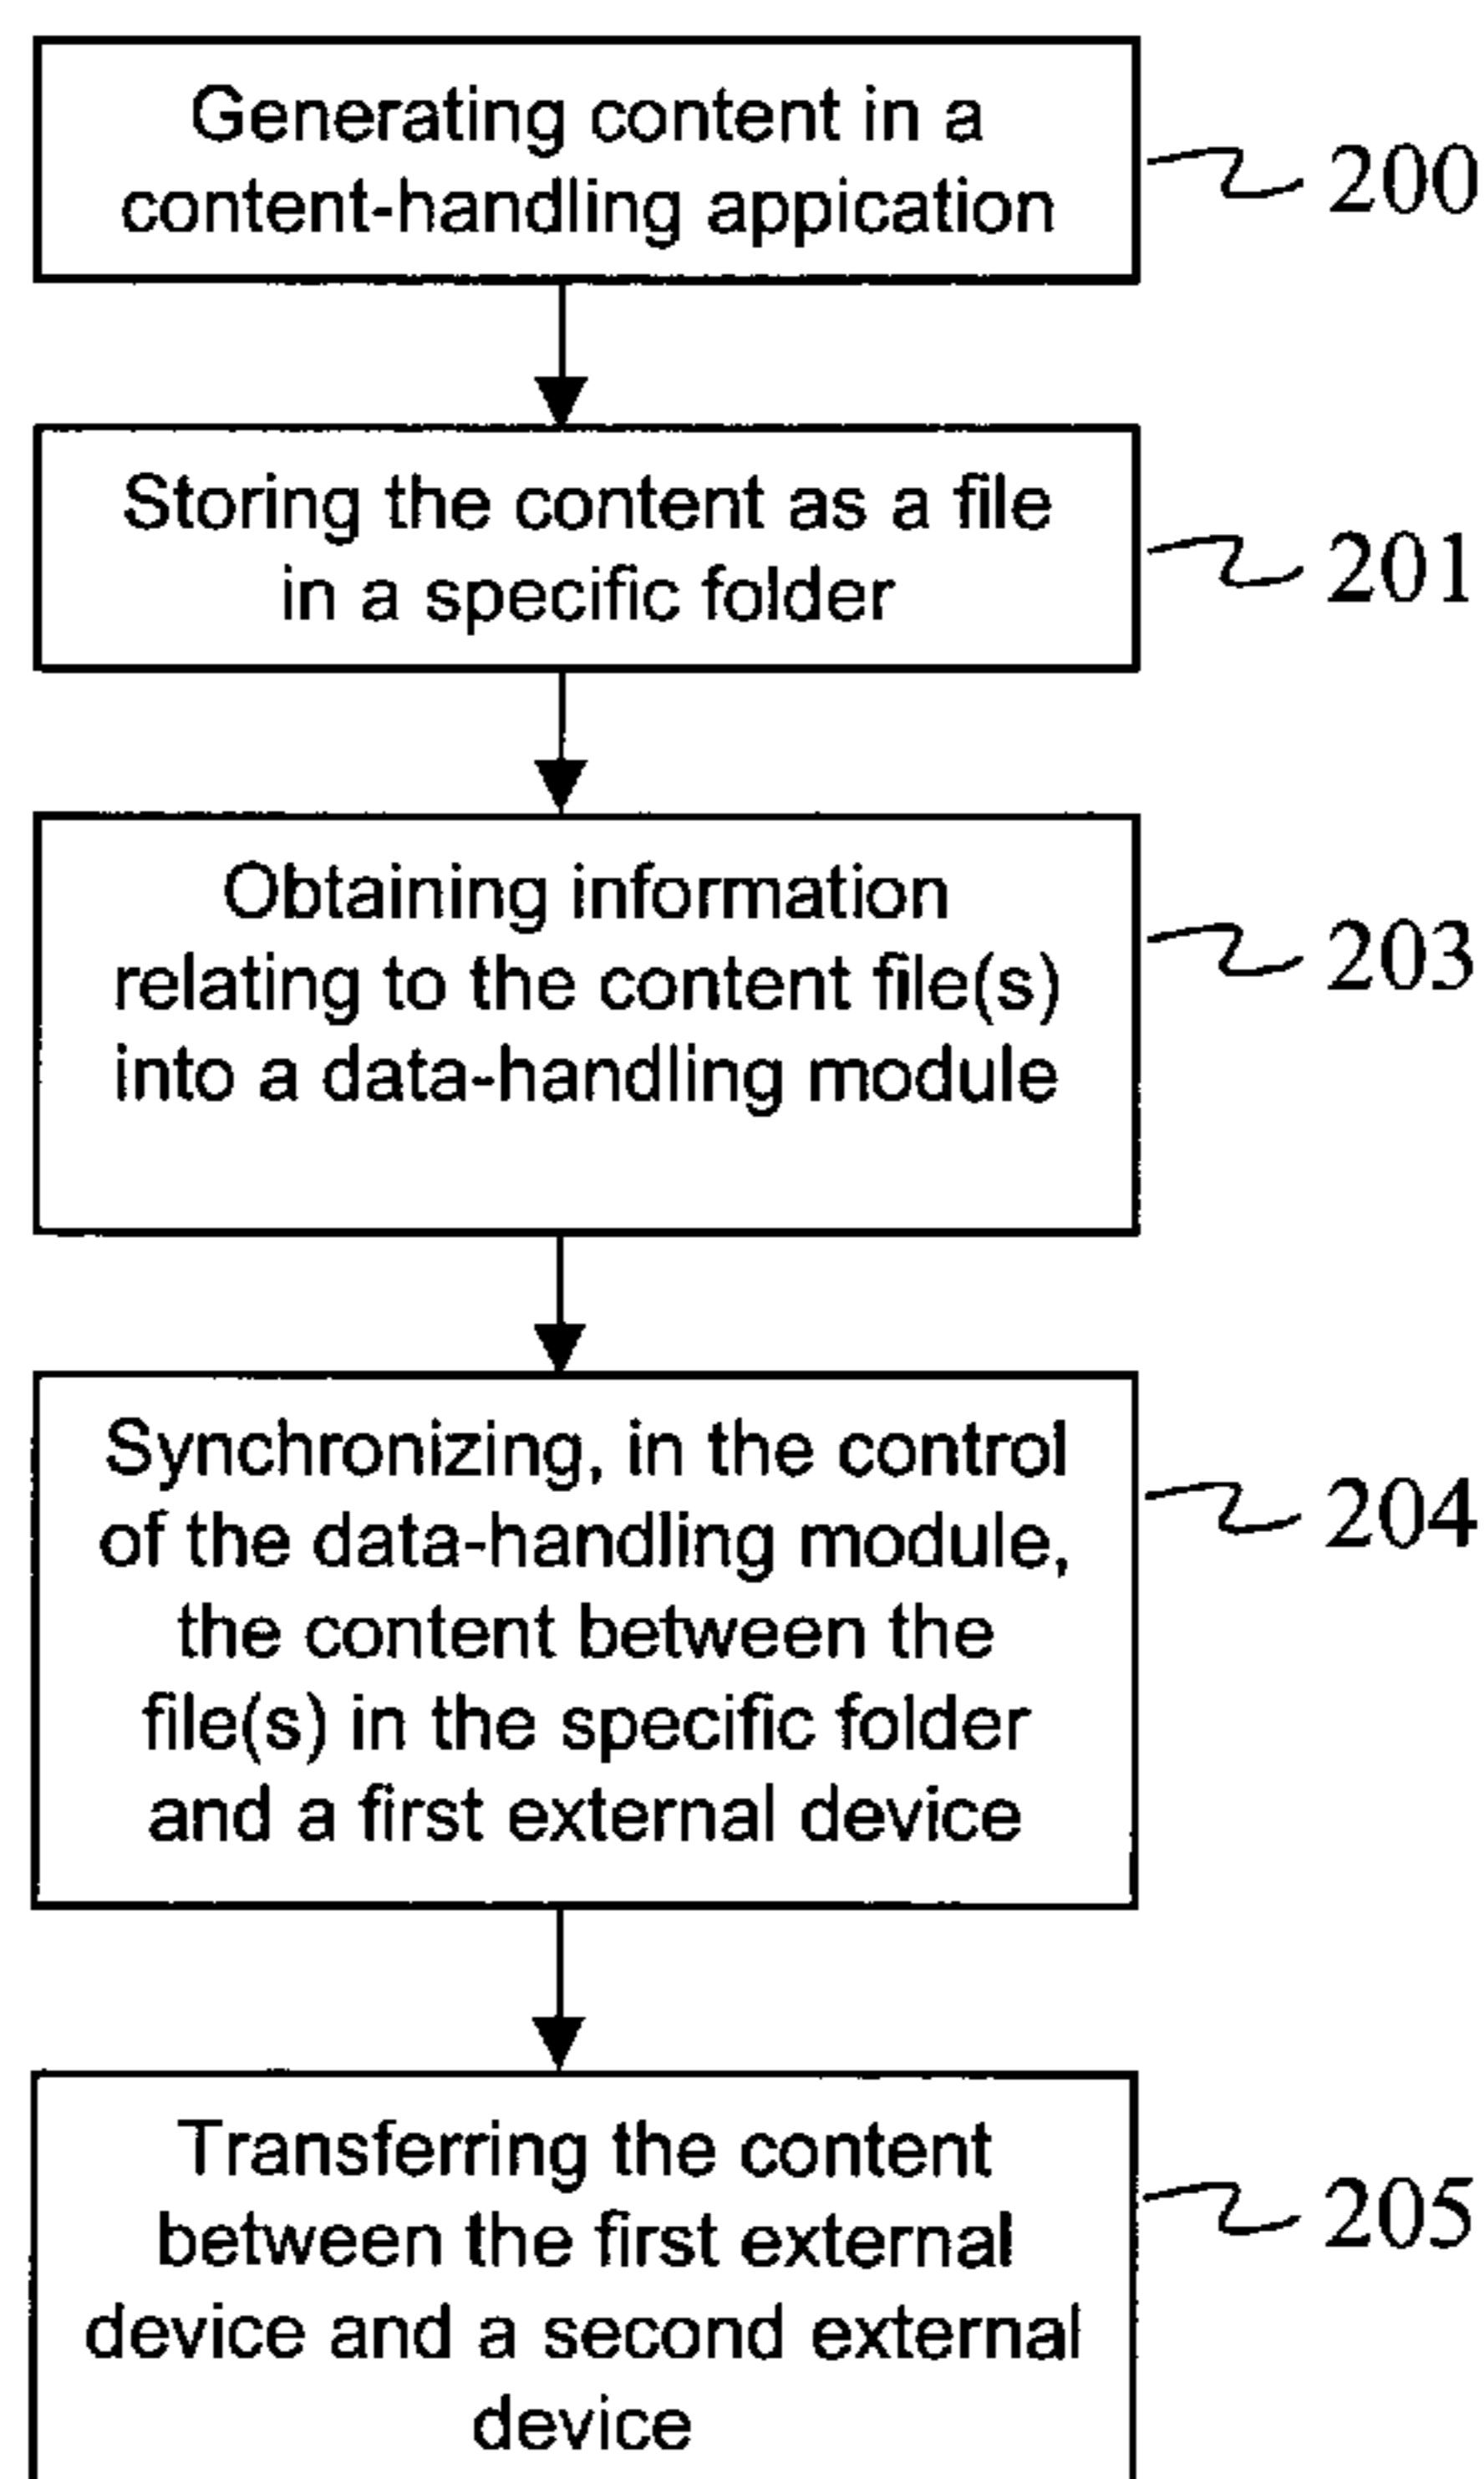 Generating content in a
content-handling appication
200
Storing the content as a file
in a specific folder
201
Obtaining information
relating to the content file(s)
into a data-handling module
203
Synchronizing, in the control
of the data-handling module,
the content between the
file(s) in the specific folder
and a first external device
204
Transferring the content
between the first external
device and a second external
device
205